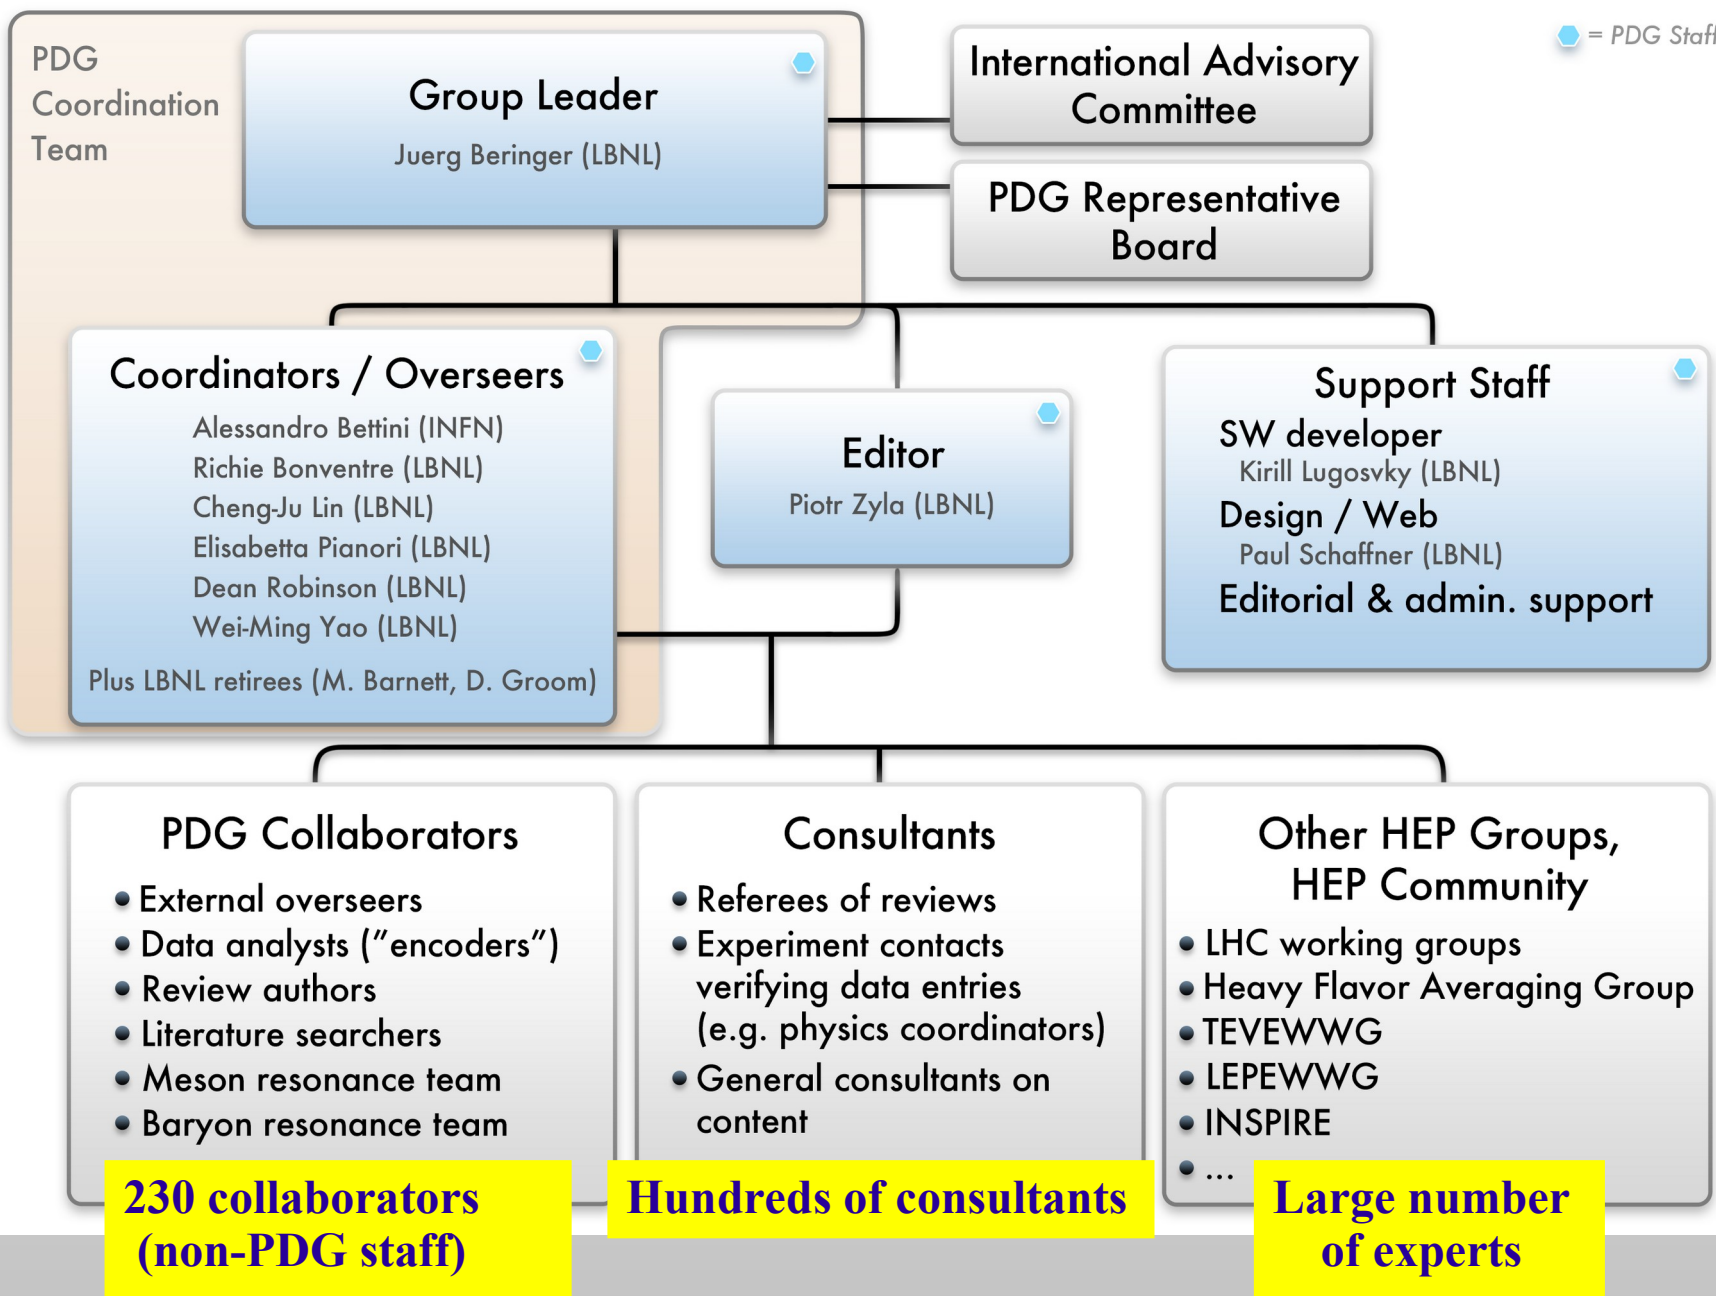 PDG
Coordination
Team
Group Leader
Juerg Beringer (LBNL)
International Advisory
Committee
PDG Representative
Board
= PDG Staff
Coordinators / Overseers
Alessandro Bettini (INFN)
Richie Bonventre (LBNL)
Cheng-Ju Lin (LBNL)
Elisabetta Pianori (LBNL)
Dean Robinson (LBNL)
Wei-Ming Yao (LBNL)
Plus LBNL retirees (M. Barnett, D. Groom)
Editor
Piotr Zyla (LBNL)
Support Staff
SW developer
Kirill Lugosvky (LBNL)
Design / Web
Paul Schaffner (LBNL)
Editorial & admin. support
PDG Collaborators
• External overseers
• Data analysts (”encoders”)
• Review authors
• Literature searchers
• Meson resonance team
• Baryon resonance team
230 collaborators
(non-PDG staff)
Consultants
• Referees of reviews
• Experiment contacts
verifying data entries
(e.g. physics coordinators)
• General consultants on
content
Hundreds of consultants
Other HEP Groups,
HEP Community
• LHC working groups
• Heavy Flavor Averaging Group
• TEVEWWG
• LEPEWWG
• INSPIRE
• ...
Large number
of experts